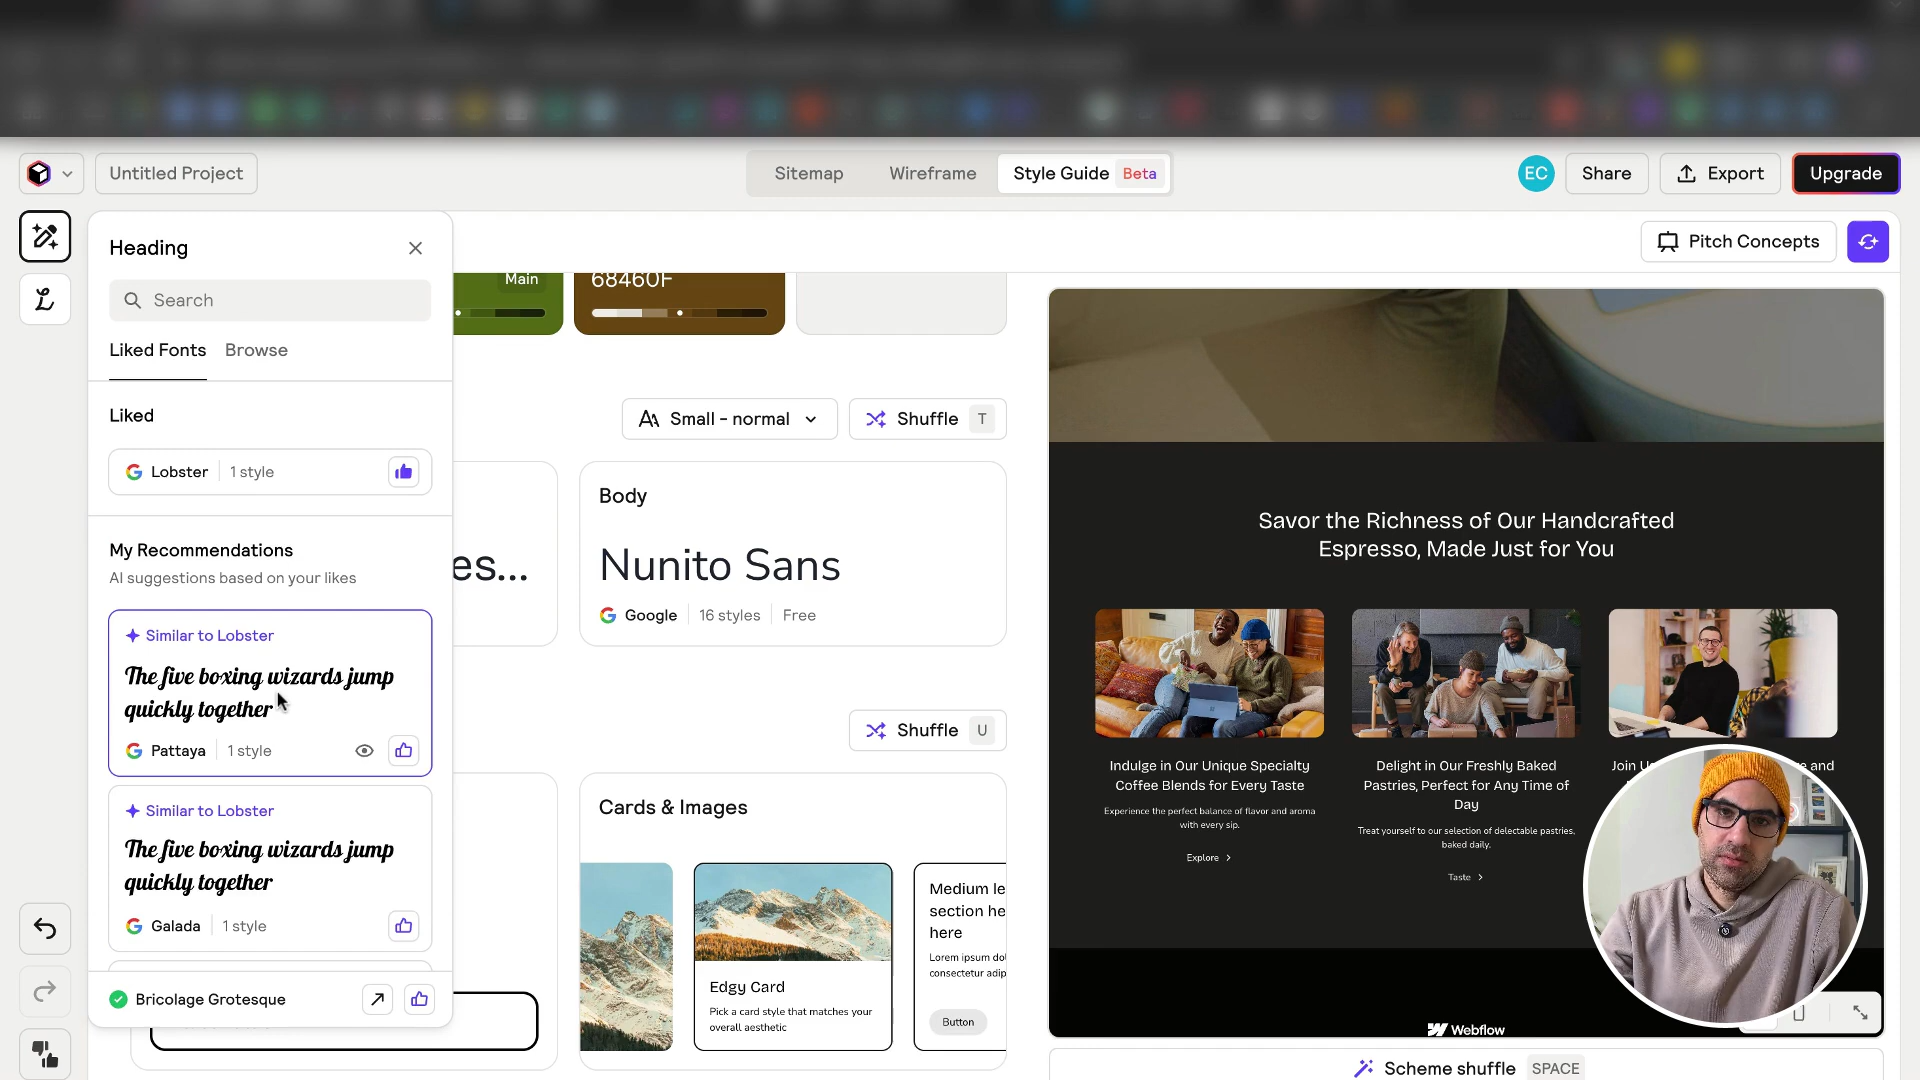 Untitled Project
Sitemap
Wireframe
Style Guide
Beta
EC
Share
Export
Upgrade
Heading
Search
Liked Fonts
Browse
Liked
Lobster
1 style
My Recommendations
AI suggestions based on your likes
Similar to Lobster
The five boxing wizards jump
quickly together
Pattaya
1 style
Similar to Lobster
The five boxing wizards jump
quickly together
Galada
1 style
Bricolage Grotesque
Main
68460F
Small - normal
Shuffle
T
es...
Body
Nunito Sans
Google
16 styles
Free
Shuffle
U
Cards & Images
Edgy Card
Pick a card style that matches your
overall aesthetic
Medium le
section he
here
Lorem ipsum do
consectetur adip
Button
Pitch Concepts
Savor the Richness of Our Handcrafted
Espresso, Made Just for You
Indulge in Our Unique Specialty
Coffee Blends for Every Taste
Experience the perfect balance of flavor and aroma
with every sip.
Explore
Delight in Our Freshly Baked
Pastries, Perfect for Any Time of
Day
Treat yourself to our selection of delectable pastries,
baked daily.
Taste
Join
and
Webflow
Scheme shuffle
SPACE